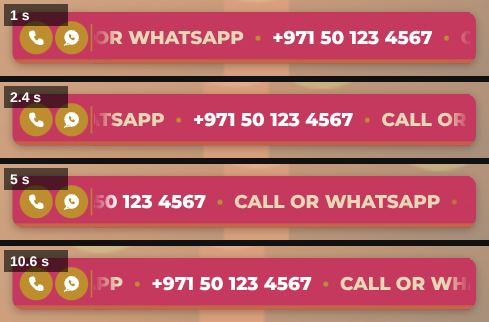 1 s
OR WHATSAPP • +971 50 123 4567 •
2.4 s
TSAPP • +971 50 123 4567 • CALL OR
5 s
50 123 4567 • CALL OR WHATSAPP •
10.6 s
PP • +971 50 123 4567 • CALL OR WH